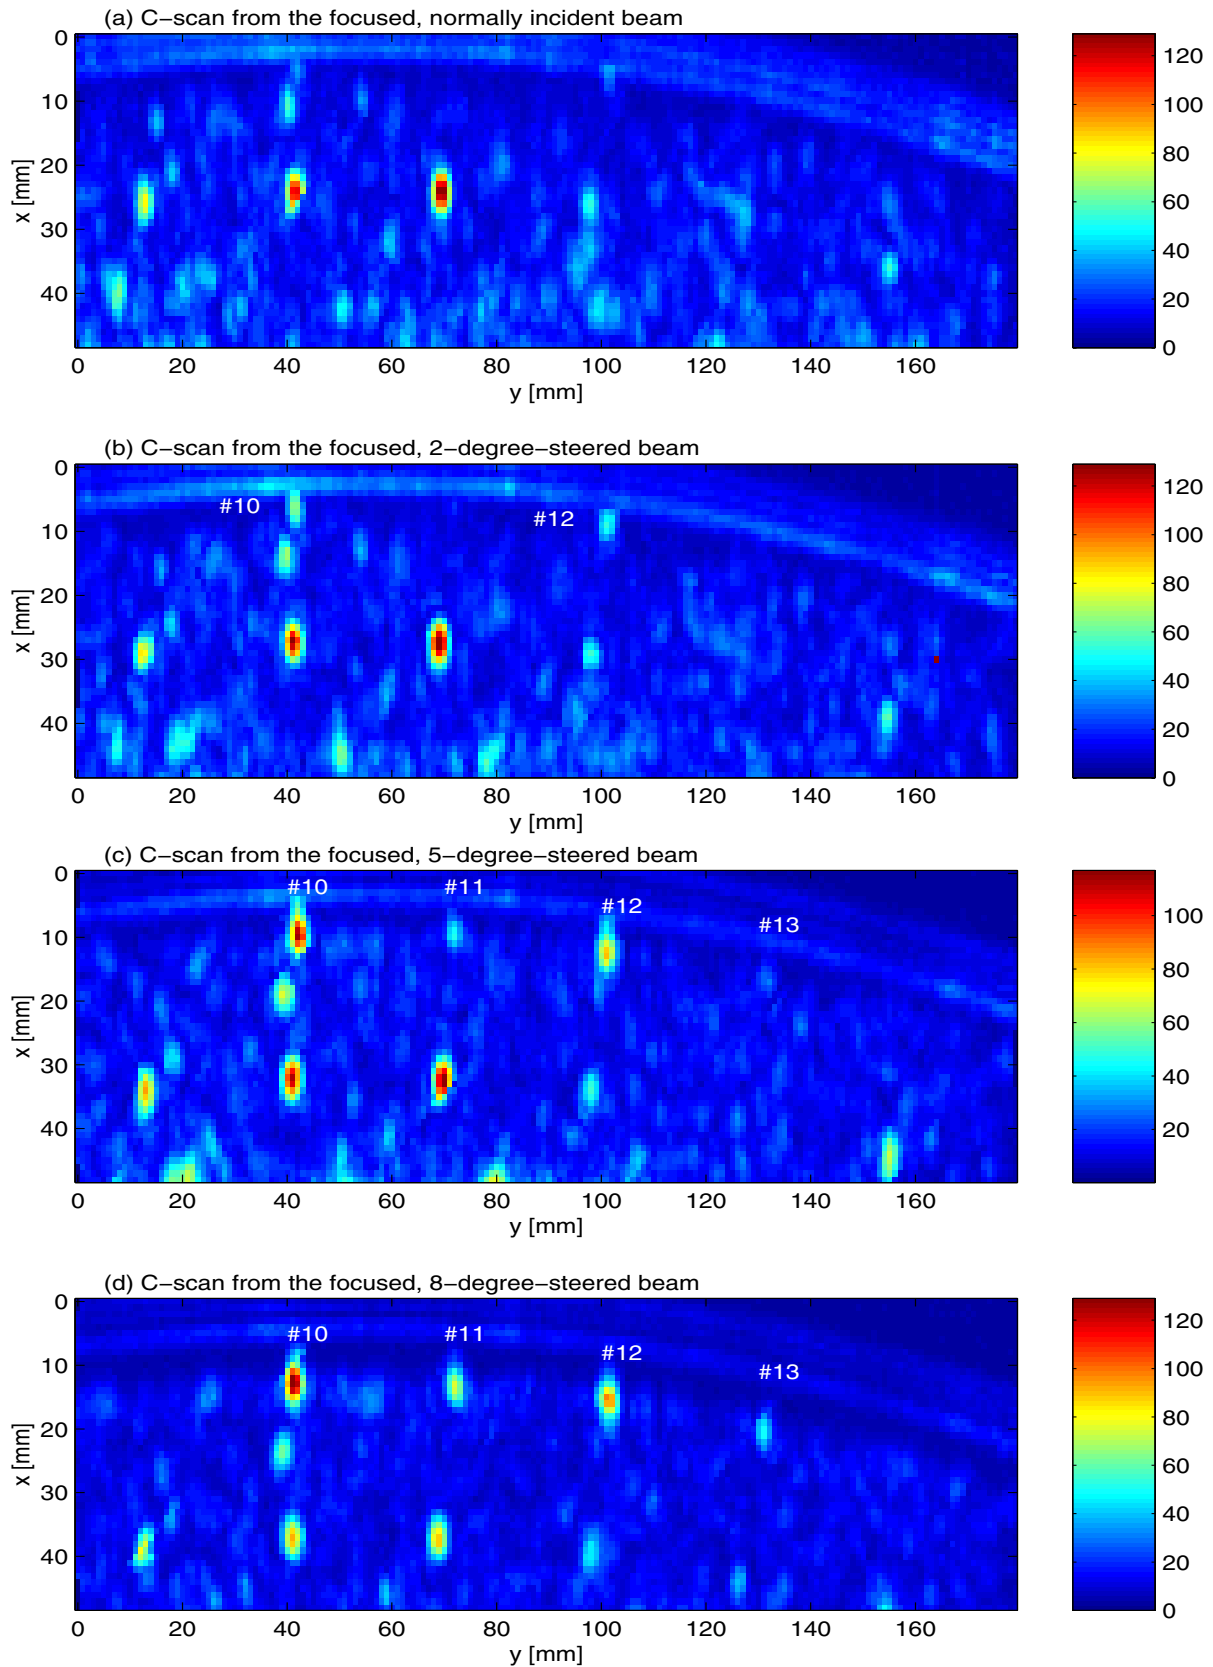 (a) C−scan from the focused, normally incident beam
0
10
20
30
40
x [mm]
0 20 40 60 80 100 120 140 160
y [mm]
120
100
80
60
40
20
0
(b) C−scan from the focused, 2−degree−steered beam
0
10
20
30
40
x [mm]
#10
#12
0 20 40 60 80 100 120 140 160
y [mm]
120
100
80
60
40
20
0
(c) C−scan from the focused, 5−degree−steered beam
0
10
20
30
40
x [mm]
#10 #11 #12 #13
0 20 40 60 80 100 120 140 160
y [mm]
100
80
60
40
20
(d) C−scan from the focused, 8−degree−steered beam
0
10
20
30
40
x [mm]
#10 #11 #12 #13
0 20 40 60 80 100 120 140 160
y [mm]
120
100
80
60
40
20
0